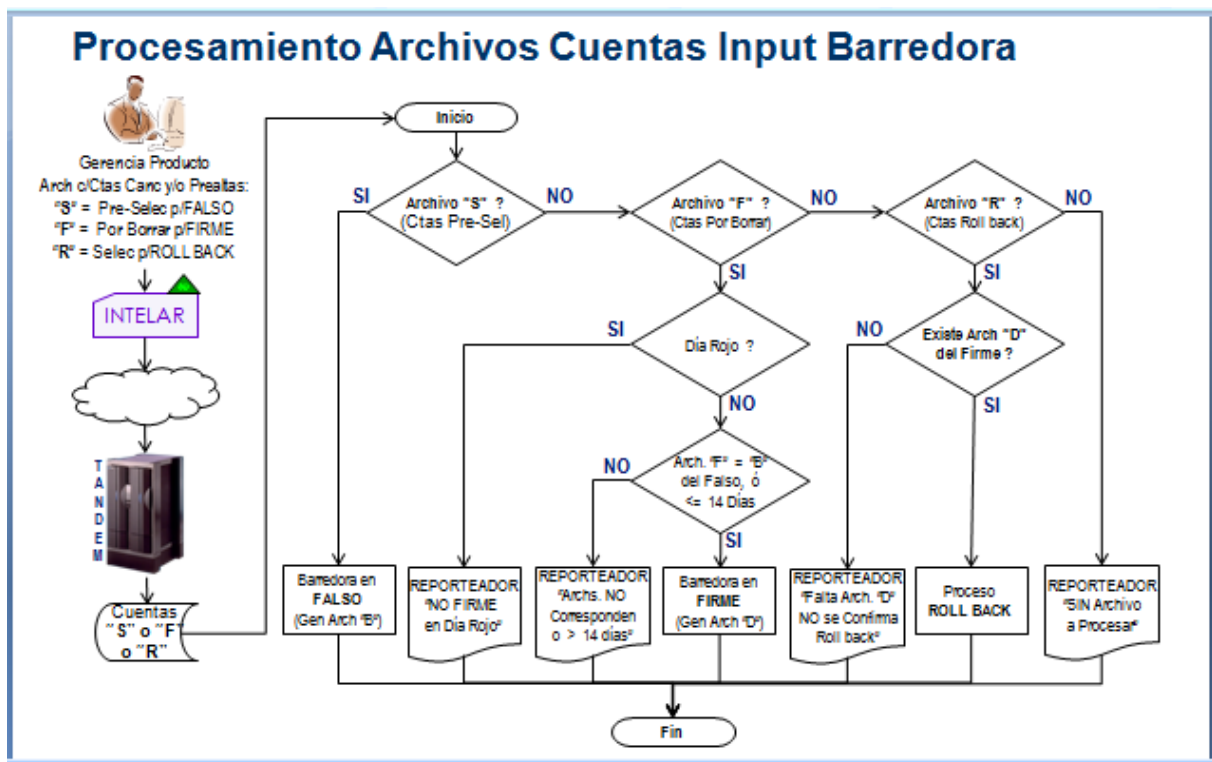 Procesamiento Archivos Cuentas Input Barredora
Gerencia Producto
Arch c/Ctas Canc y/o Prealtas:
"S" = Pre-Selec p/FALSO
"F" = Por Borrar p/FIRME
"R" = Selec p/ROLL BACK
INTELAR
TANDEM
Cuentas
"S" o "F"
o "R"
Inicio
Archivo "S" ?
(Ctas Pre-Sel)
SI
NO
Archivo "F" ?
(Ctas Por Borrar)
NO
SI
Archivo "R" ?
(Ctas Roll back)
NO
SI
Día Rojo ?
SI
NO
Existe Arch "D"
del Firme ?
NO
SI
Arch. "F" = "B"
del Falso, ó
<= 14 Días
NO
SI
Barredora en
FALSO
(Gen Arch "B")
REPORTEADOR
"NO FIRME
en Día Rojo"
REPORTEADOR
"Archs. NO
Corresponden
o > 14 días"
Barredora en
FIRME
(Gen Arch "D")
REPORTEADOR
"Falta Arch. "D"
NO se Confirma
Roll back"
Proceso
ROLL BACK
REPORTEADOR
"SIN Archivo
a Procesar"
Fin